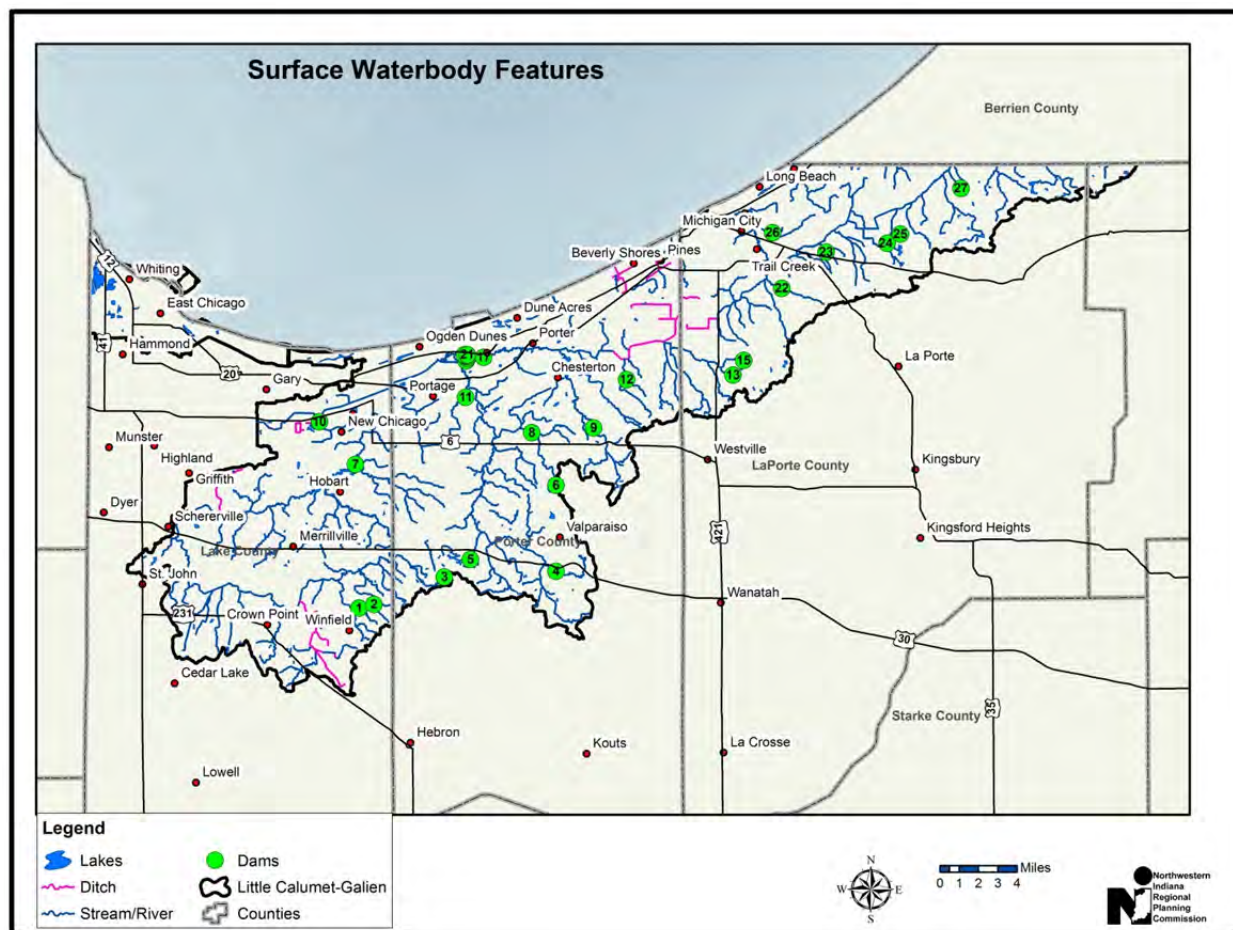 Surface Waterbody Features
Berrien County
Long Beach
27
Michigan City
26
25
24
23
Beverly Shores
Pines
Trail Creek
22
12
Whiting
East Chicago
Dune Acres
41
Hammond
Ogden Dunes
Porter
21
17
15
13
La Porte
20
Gary
Portage
Chesterton
12
11
10
New Chicago
8
9
6
Munster
Highland
Westville
LaPorte County
Kingsbury
7
Griffith
Hobart
6
Dyer
Schererville
Valparaiso
421
Kingsford Heights
Merrillville
Lake County
Porter County
5
4
3
St. John
1
2
Wanatah
231
Crown Point
Winfield
30
Cedar Lake
35
Starke County
Hebron
Kouts
La Crosse
Lowell
Legend
Lakes
Dams
Ditch
Little Calumet-Galien
Stream/River
Counties
N
W
E
S
Miles
0 1 2 3 4
Northwestern
Indiana
Regional
Planning
Commission